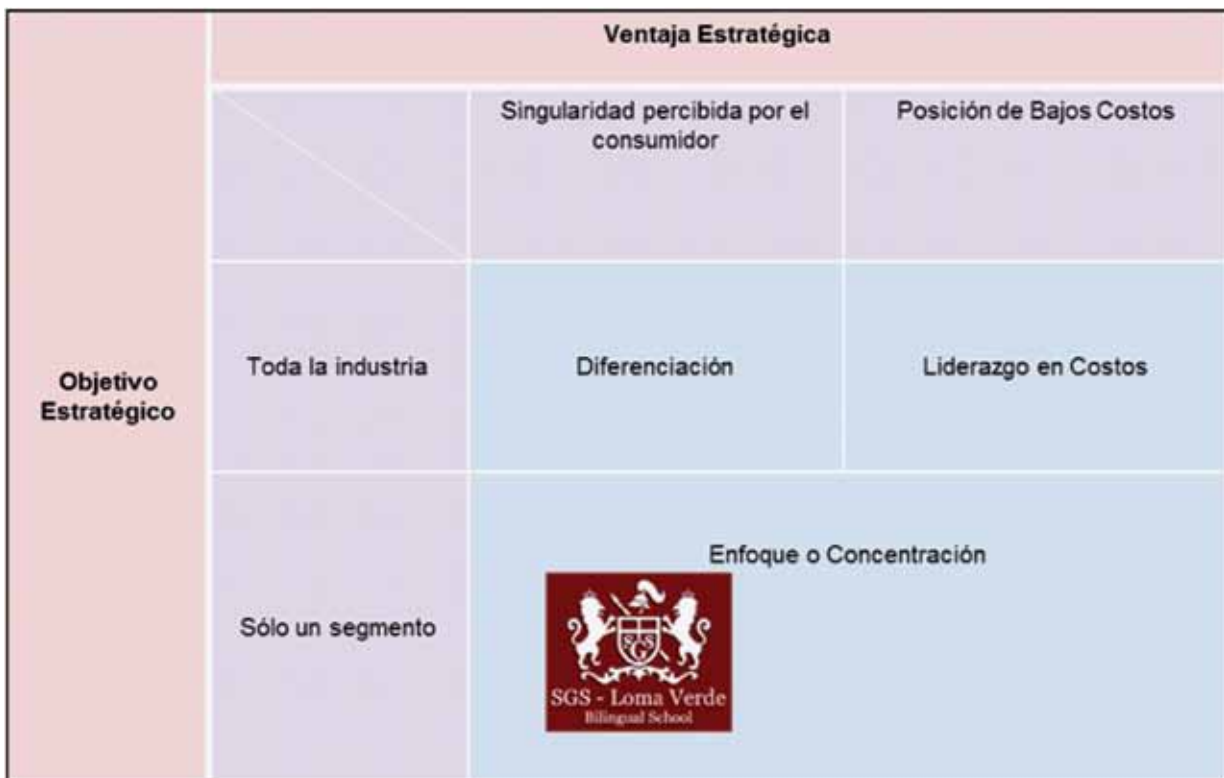 Ventaja Estratégica
Singularidad percibida por el
consumidor
Posición de Bajos Costos
Objetivo
Estratégico
Toda la industria
Diferenciación
Liderazgo en Costos
Sólo un segmento
Enfoque o Concentración
SGS
SGS - Loma Verde
Bilingual School